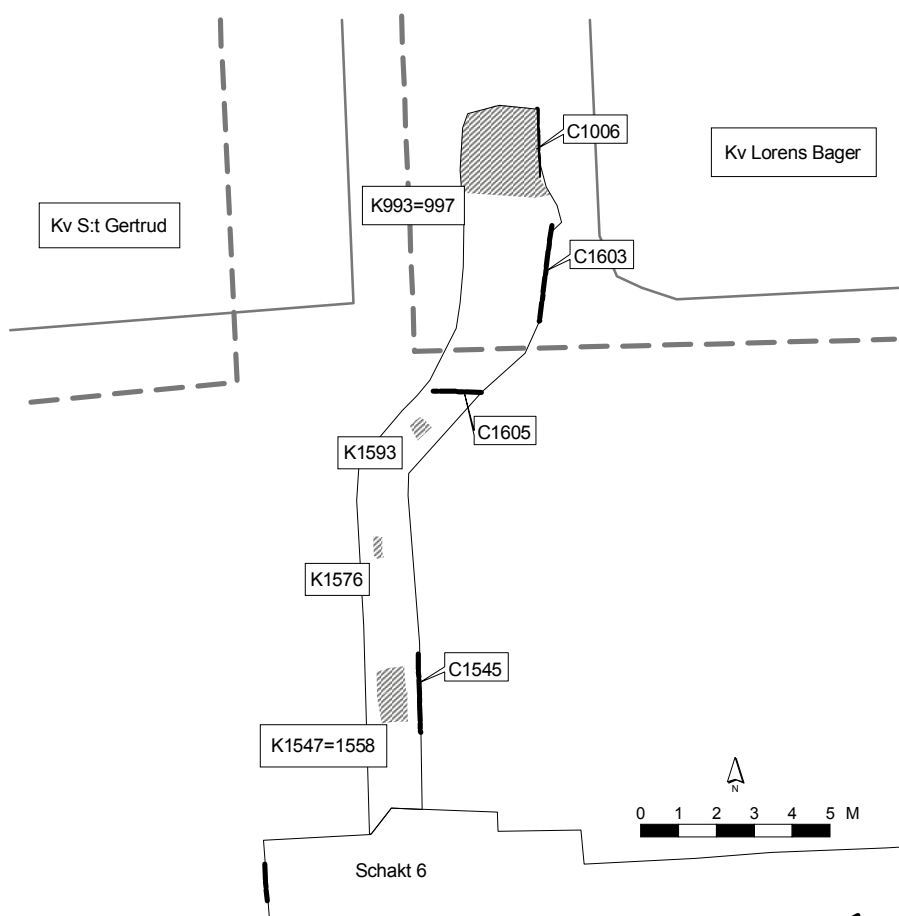 C1006
Kv Lorens Bager
K993=997
Kv S:t Gertrud
C1603
C1605
K1593
K1576
C1545
K1547=1558
N
0 1 2 3 4 5 M
Schakt 6